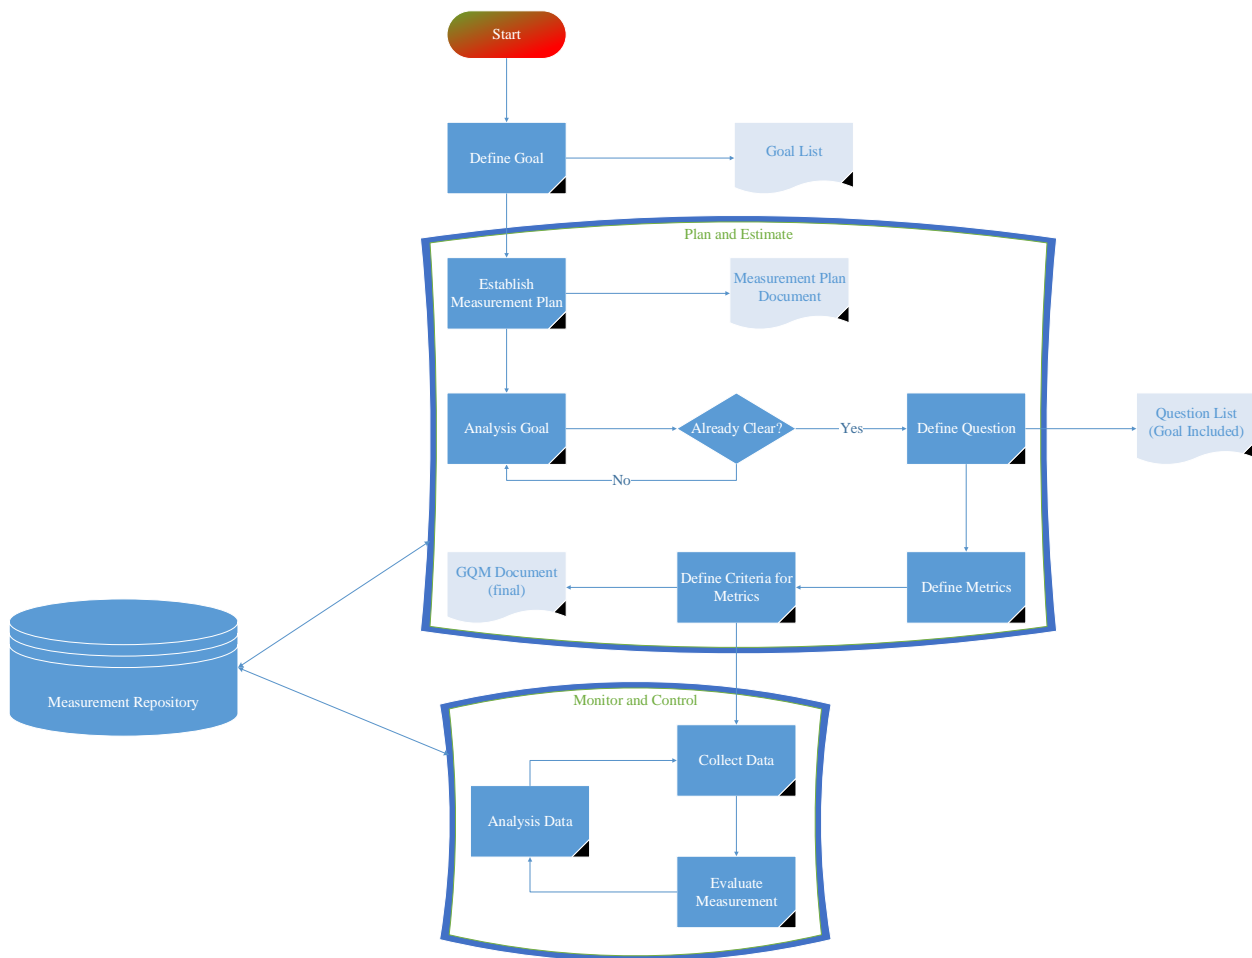 Start
Define Goal
Goal List
Plan and Estimate
Establish
Measurement Plan
Measurement Plan
Document
Analysis Goal
Already Clear?
Yes
Define Question
Question List
(Goal Included)
No
GQM Document
(final)
Define Criteria for
Metrics
Define Metrics
Measurement Repository
Monitor and Control
Collect Data
Analysis Data
Evaluate
Measurement